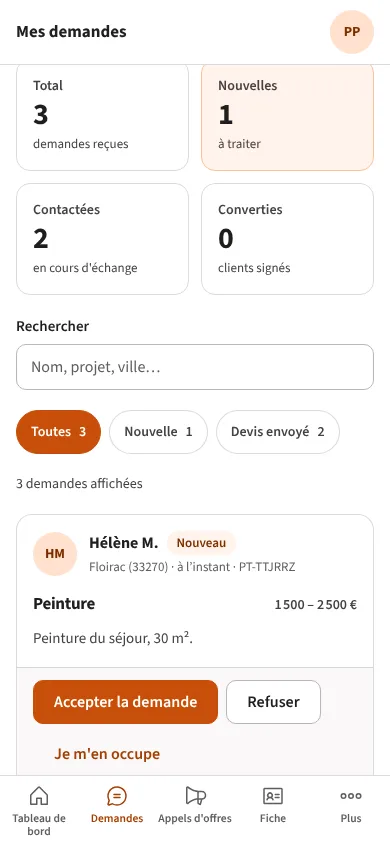 Mes demandes
PP
Total
3
demandes reçues
Nouvelles
1
à traiter
Contactées
2
en cours d'échange
Converties
0
clients signés
Rechercher
Nom, projet, ville…
Toutes 3
Nouvelle 1
Devis envoyé 2
3 demandes affichées
HM
Hélène M.
Nouveau
Floirac (33270) · à l'instant · PT-TTJRRZ
Peinture
1 500 – 2 500 €
Peinture du séjour, 30 m².
Accepter la demande
Refuser
Je m'en occupe
Tableau de
bord
Demandes
Appels d'offres
Fiche
Plus